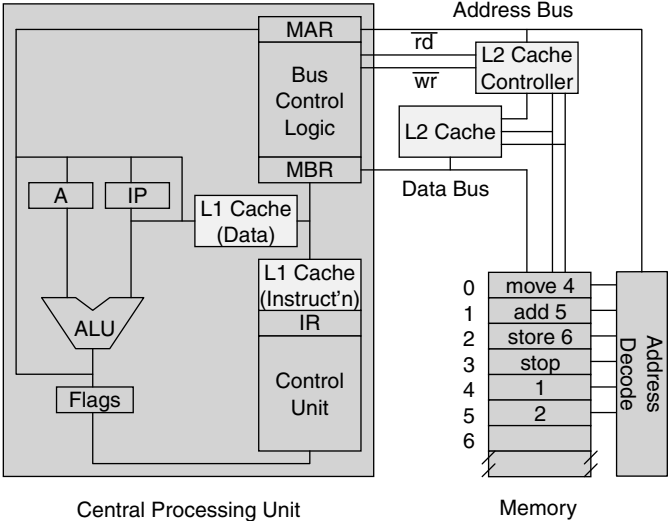 Address Bus
MAR
rd
L2 Cache
Controller
Bus
Control
Logic
wr
L2 Cache
MBR
Data Bus
A
IP
L1 Cache
(Data)
L1 Cache
(Instruct'n)
IR
ALU
Control
Unit
Flags
0 move 4
1 add 5
2 store 6
3 stop
4 1
5 2
6
Address
Decode
Central Processing Unit
Memory